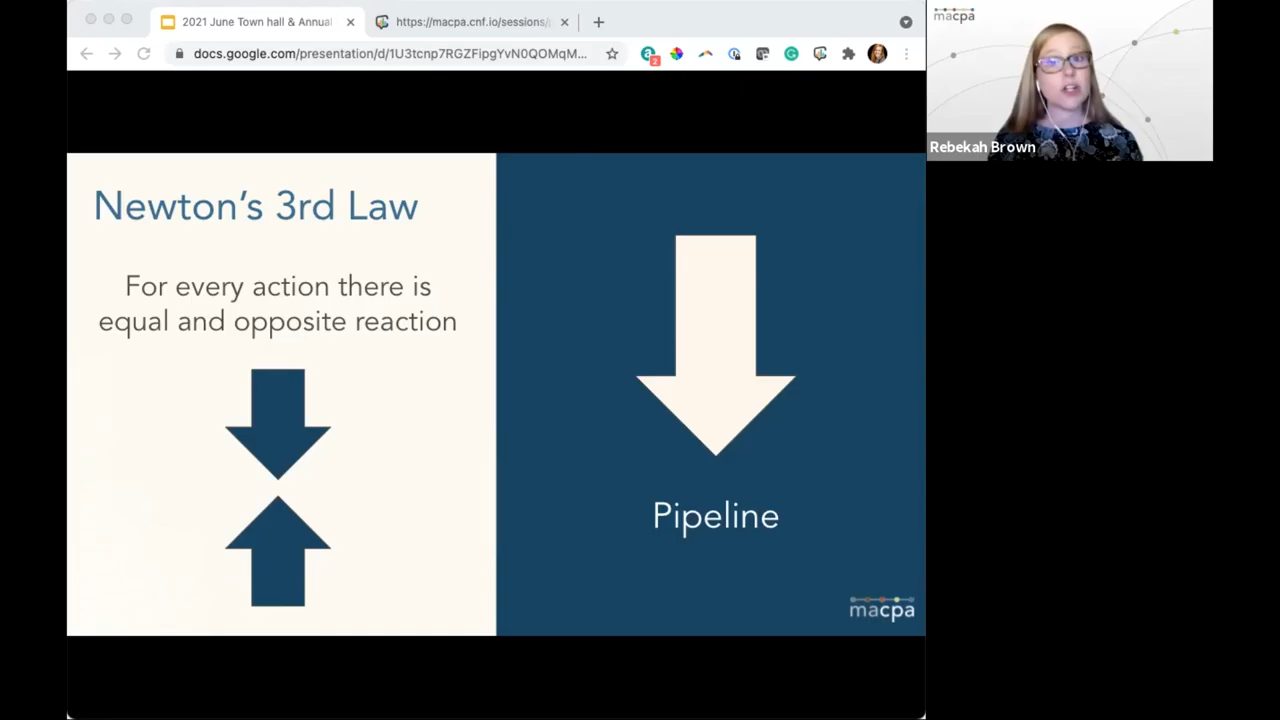 2021 June Town hall & Annual
https://macpa.cnf.io/sessions/
docs.google.com/presentation/d/1U3tcnp7RGZFipgYvN0QOMqM...
2
macpa
Rebekah Brown
Newton's 3rd Law
For every action there is
equal and opposite reaction
Pipeline
macpa